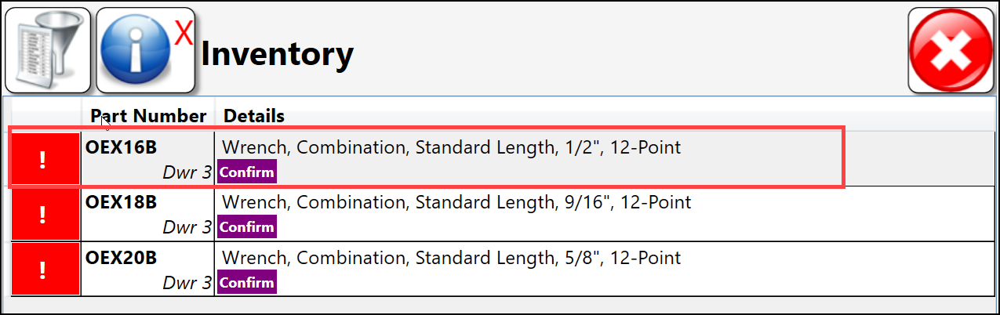 X
Inventory
Part Number Details
! OEX16B Wrench, Combination, Standard Length, 1/2", 12-Point
Dwr 3 Confirm
! OEX18B Wrench, Combination, Standard Length, 9/16", 12-Point
Dwr 3 Confirm
! OEX20B Wrench, Combination, Standard Length, 5/8", 12-Point
Dwr 3 Confirm